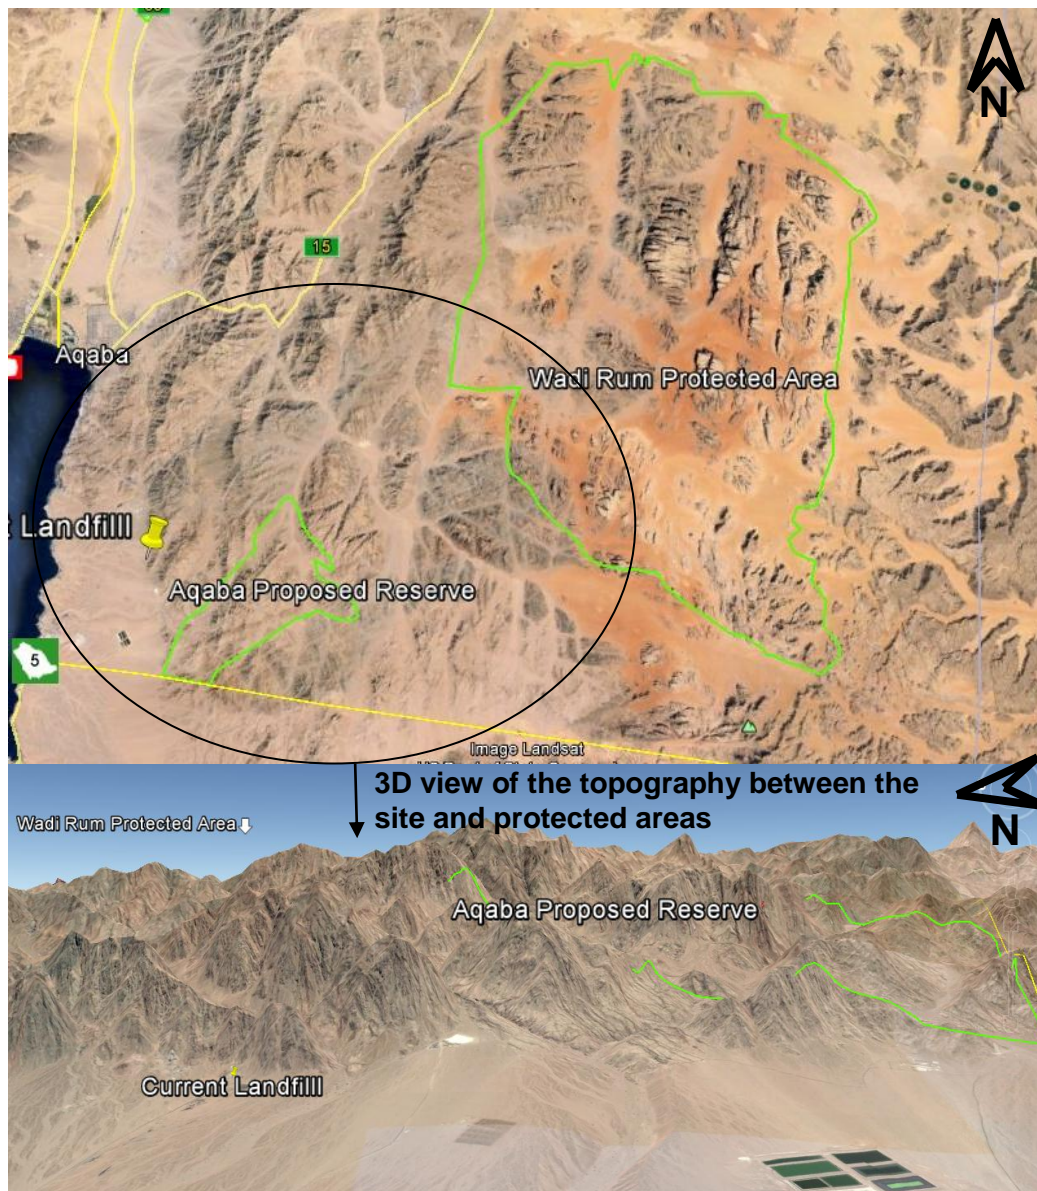 N
15
Aqaba
Wadi Rum Protected Area
t Landfilll
Aqaba Proposed Reserve
5
Image Landsat
3D view of the topography between the
site and protected areas
N
Wadi Rum Protected Area
Aqaba Proposed Reserve
Current Landfilll